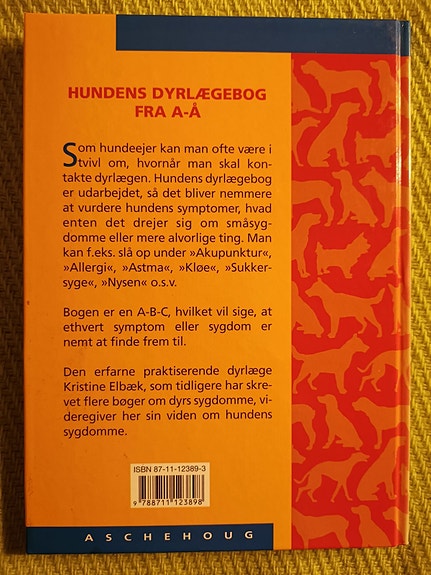 HUNDENS DYRLÆGEBOG
FRA A-Å
Som hundeejer kan man ofte være i
tvivl om, hvornår man skal kon-
takte dyrlægen. Hundens dyrlægebog
er udarbejdet, så det bliver nemmere
at vurdere hundens symptomer, hvad
enten det drejer sig om småsyg-
domme eller mere alvorlige ting. Man
kan f.eks. slå op under »Akupunktur«,
»Allergi«, »Astma«, »Kløe«, »Sukker-
syge«, »Nysen« o.s.v.
Bogen er en A-B-C, hvilket vil sige, at
ethvert symptom eller sygdom er
nemt at finde frem til.
Den erfarne praktiserende dyrlæge
Kristine Elbæk, som tidligere har skre-
vet flere bøger om dyrs sygdomme, vi-
deregiver her sin viden om hundens
sygdomme.
ISBN 87-11-12389-3
9 788711 123898
ASCHEHOUG